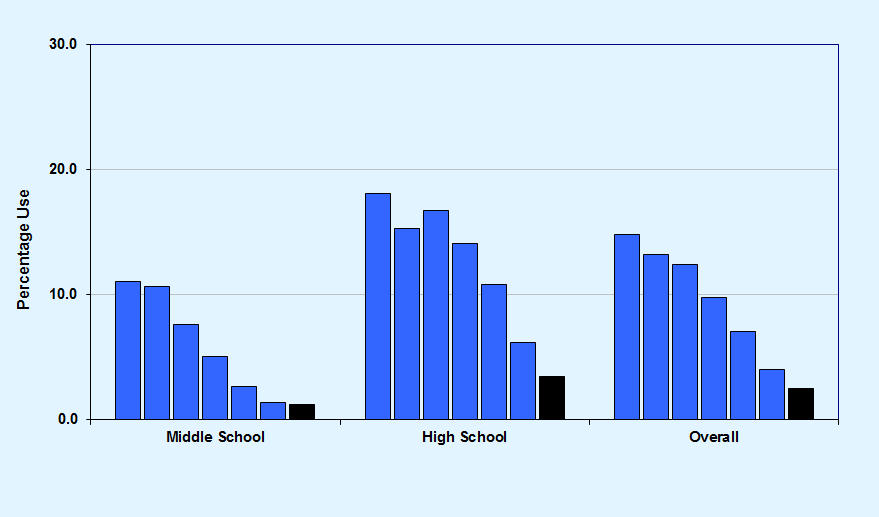 30.0
20.0
10.0
0.0
Percentage Use
Middle School
High School
Overall